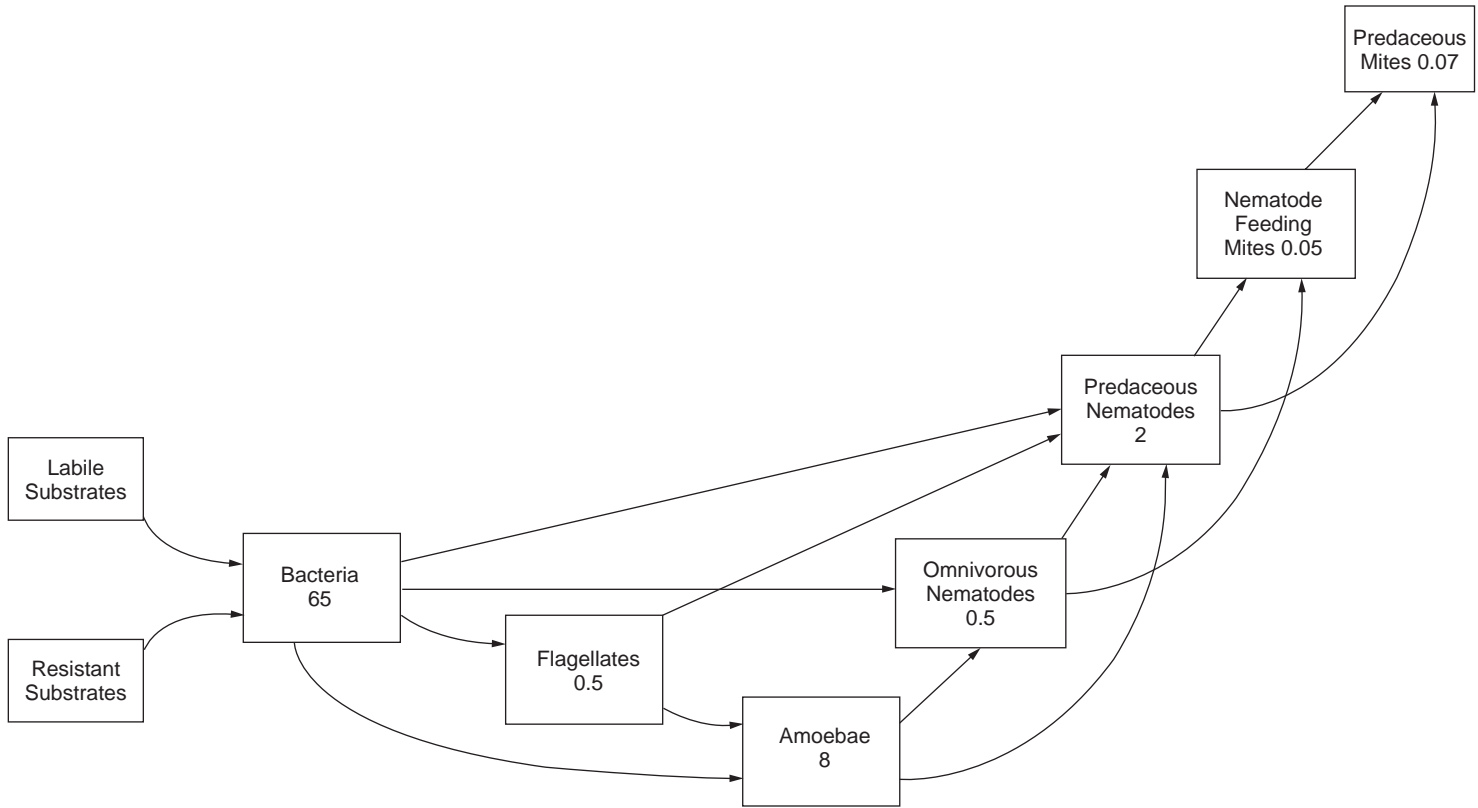 Predaceous
Mites 0.07
Nematode
Feeding
Mites 0.05
Predaceous
Nematodes
2
Labile
Substrates
Bacteria
65
Omnivorous
Nematodes
0.5
Flagellates
0.5
Resistant
Substrates
Amoebae
8